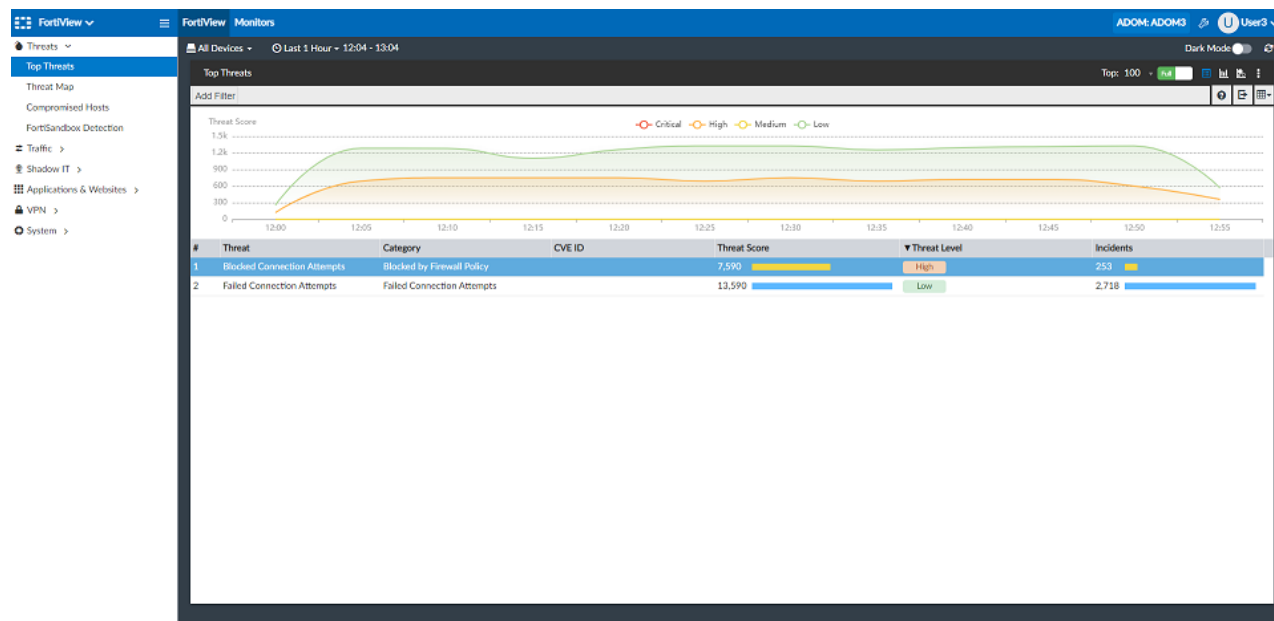 FortiView
FortiView Monitors
ADOM: ADOM3 U User3
Threats
Top Threats
Threat Map
Compromised Hosts
FortiSandbox Detection
Traffic
Shadow IT
Applications & Websites
VPN
System
All Devices Last 1 Hour 12:04 - 13:04
Dark Mode
Top Threats
Top: 100 Full
Add Filter
Threat Score
Critical High Medium Low
1.5k
1.2k
900
600
300
0
12:00 12:05 12:10 12:15 12:20 12:25 12:30 12:35 12:40 12:45 12:50 12:55
# Threat Category CVE ID Threat Score ▼Threat Level Incidents
1 Blocked Connection Attempts Blocked by Firewall Policy 7,590 High 253
2 Failed Connection Attempts Failed Connection Attempts 13,590 Low 2,718